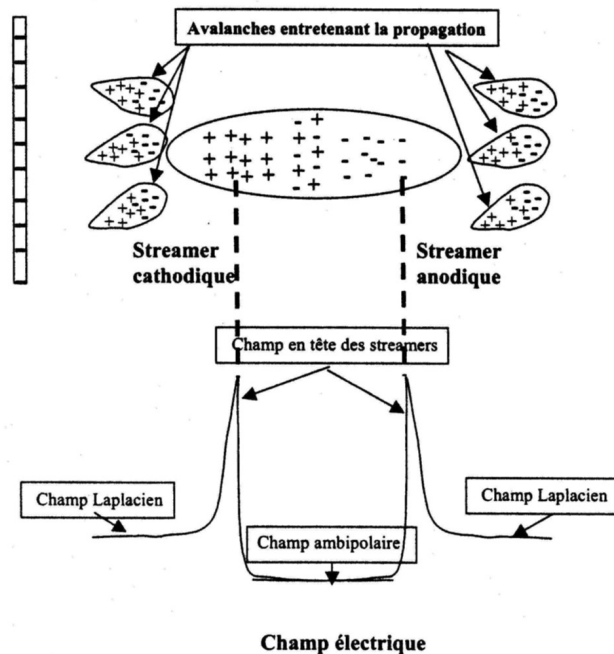 Avalanches entretenant la propagation
Streamer
cathodique
Streamer
anodique
Champ en tête des streamers
Champ Laplacien
Champ Laplacien
Champ ambipolaire
Champ électrique